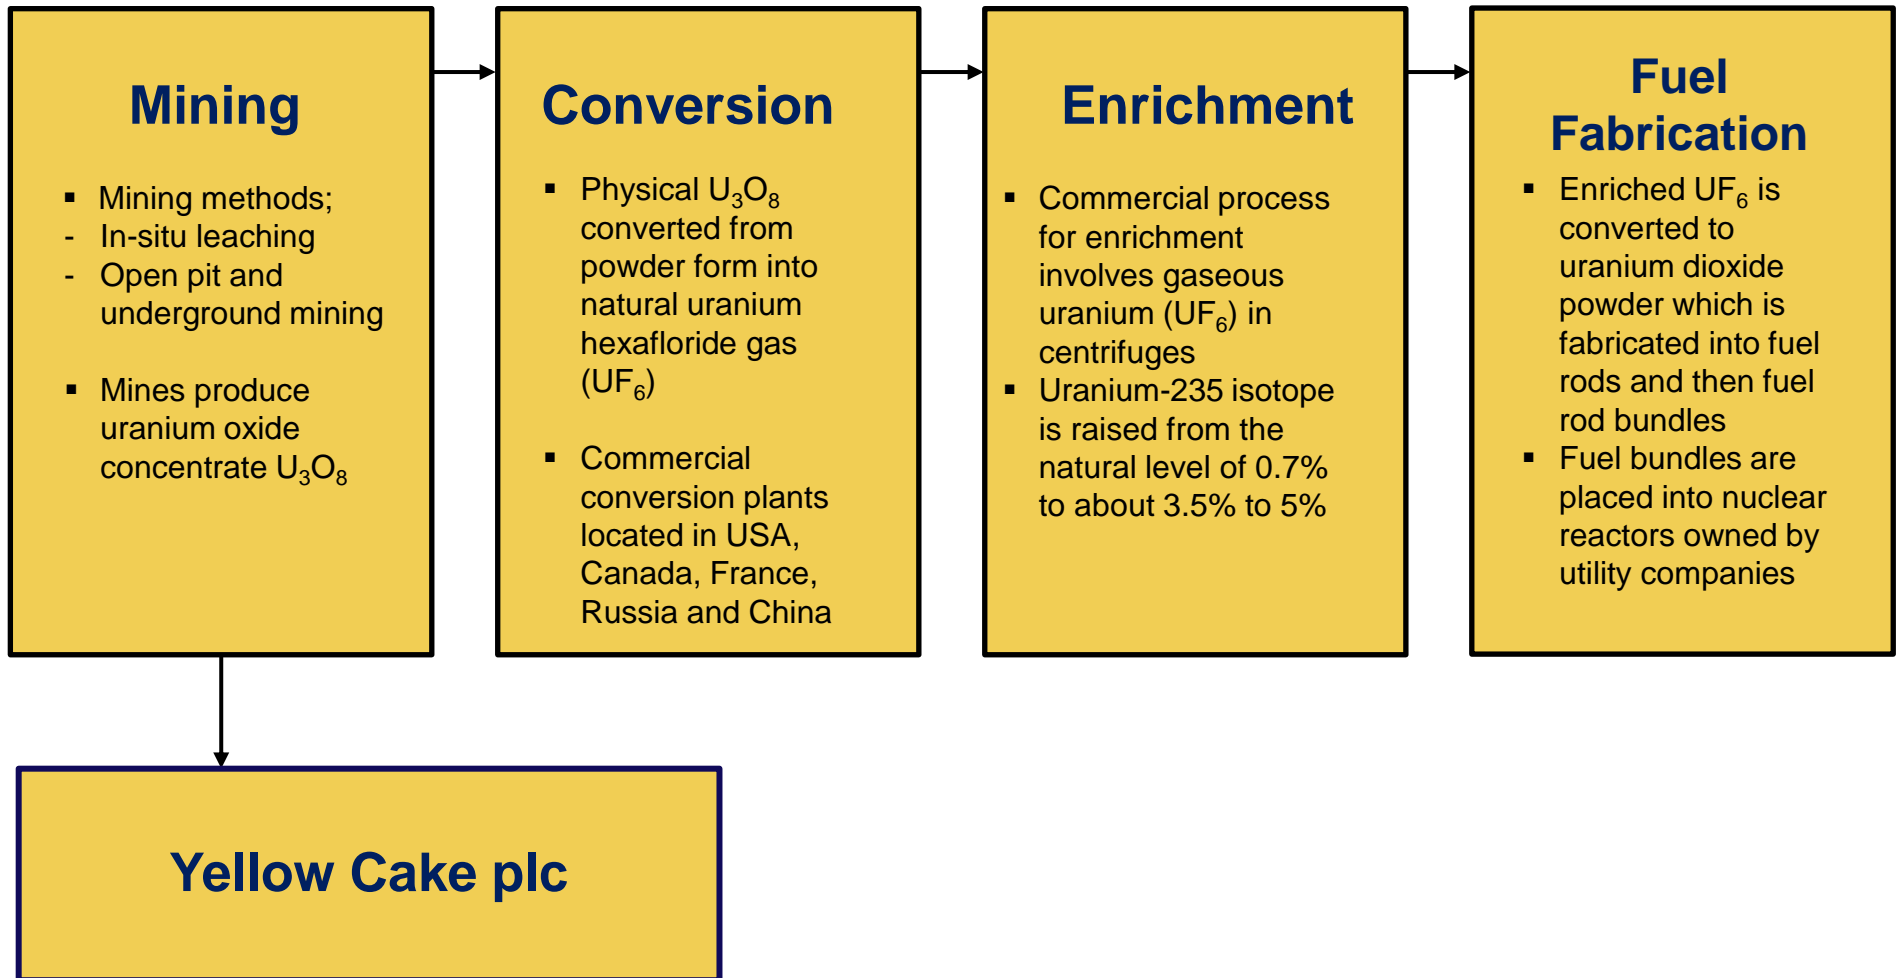 Mining
▪ Mining methods;
- In-situ leaching
- Open pit and
underground mining
▪ Mines produce
uranium oxide
concentrate U₃O₈
Conversion
▪ Physical U₃O₈
converted from
powder form into
natural uranium
hexafloride gas
(UF₆)
▪ Commercial
conversion plants
located in USA,
Canada, France,
Russia and China
Enrichment
▪ Commercial process
for enrichment
involves gaseous
uranium (UF₆) in
centrifuges
▪ Uranium-235 isotope
is raised from the
natural level of 0.7%
to about 3.5% to 5%
Fuel
Fabrication
▪ Enriched UF₆ is
converted to
uranium dioxide
powder which is
fabricated into fuel
rods and then fuel
rod bundles
▪ Fuel bundles are
placed into nuclear
reactors owned by
utility companies
Yellow Cake plc